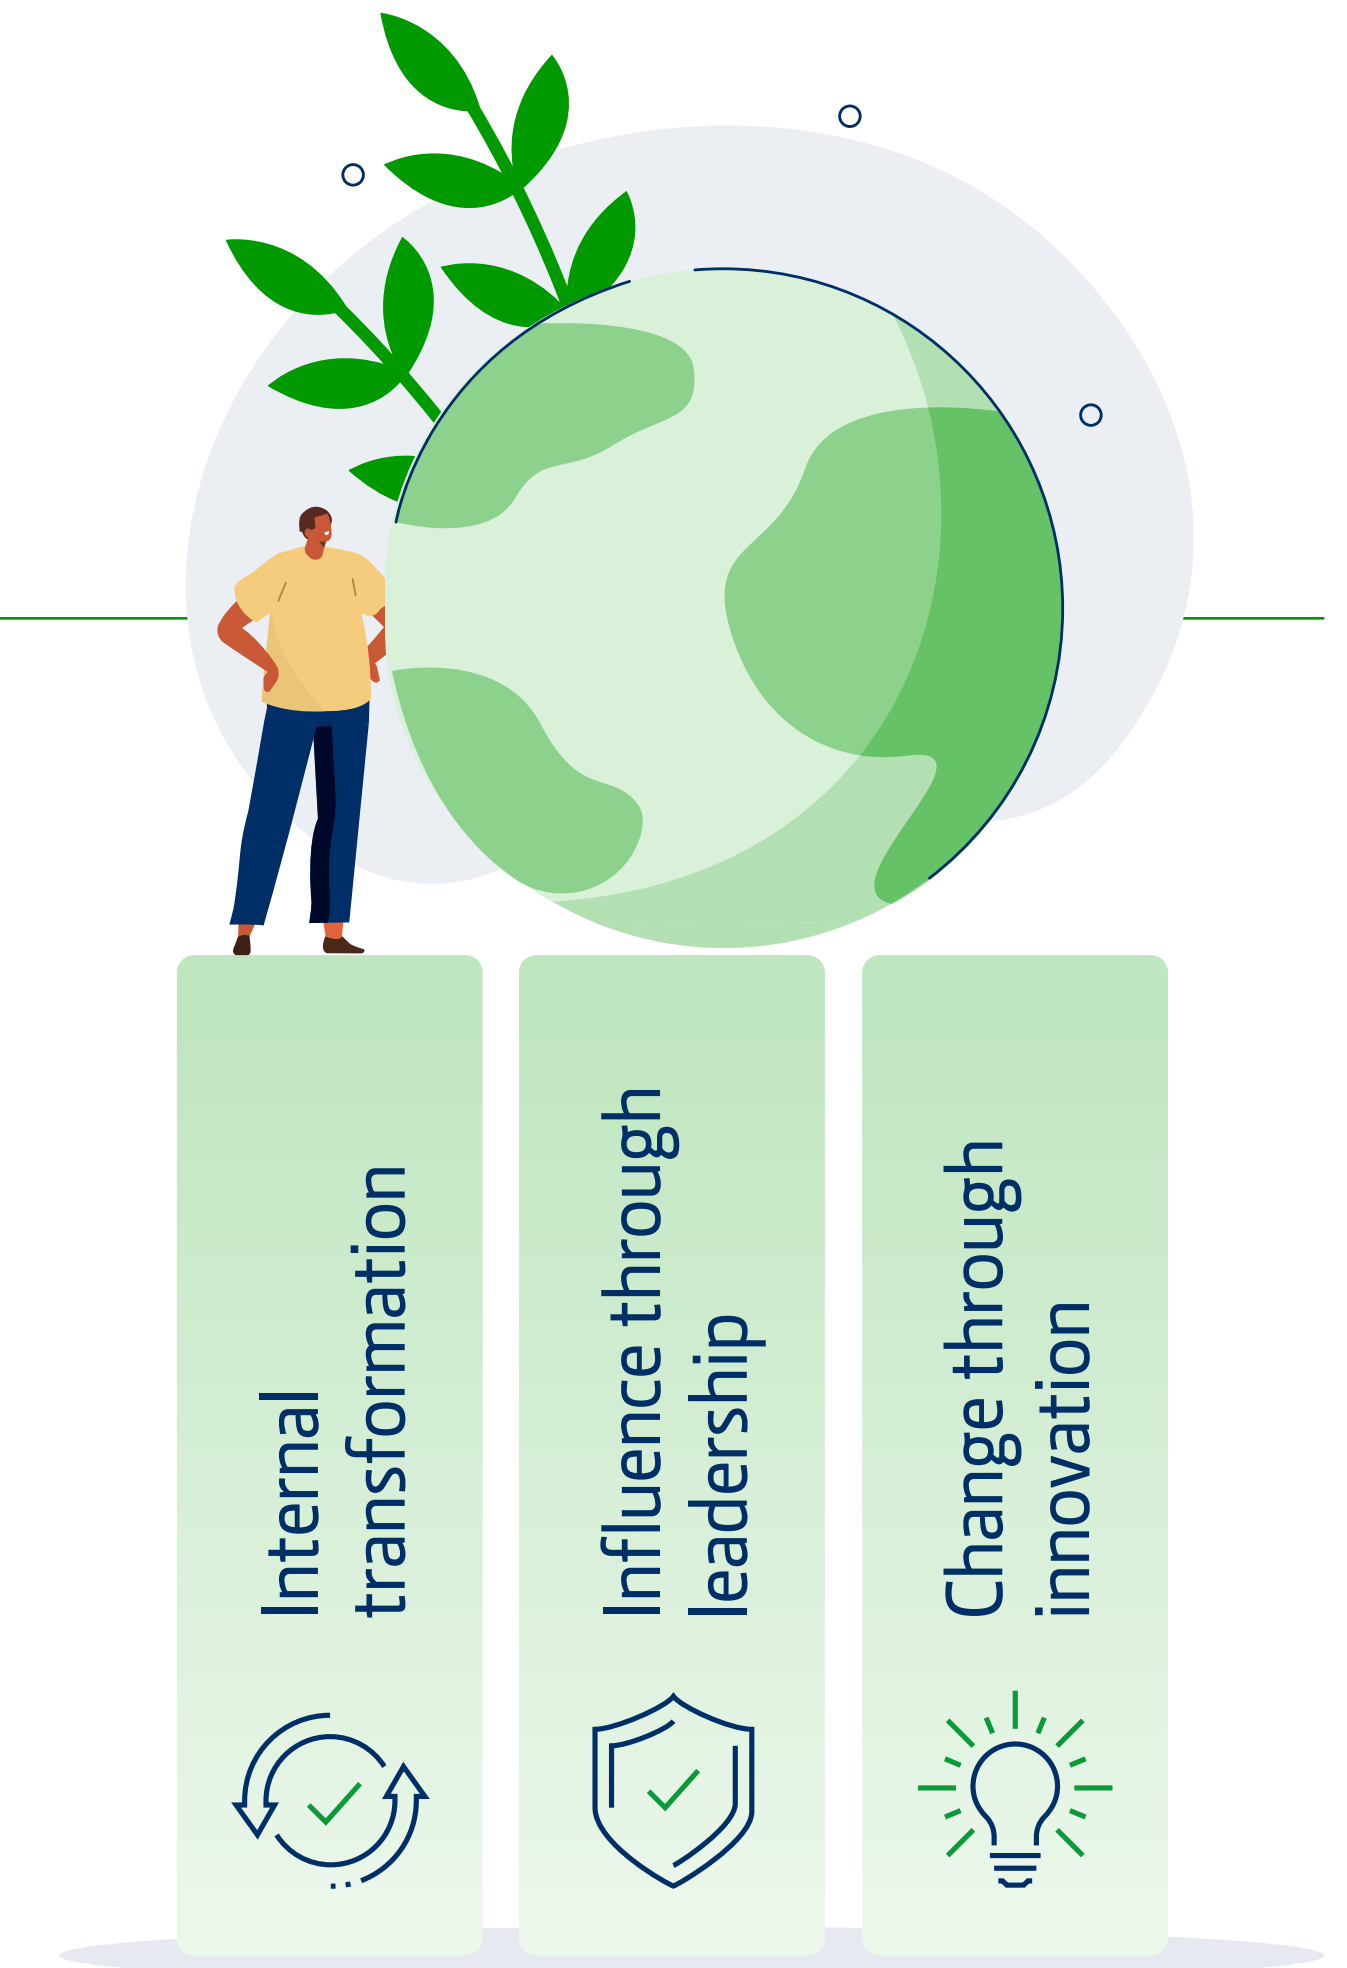 Internal
transformation
Influence through
leadership
Change through
innovation